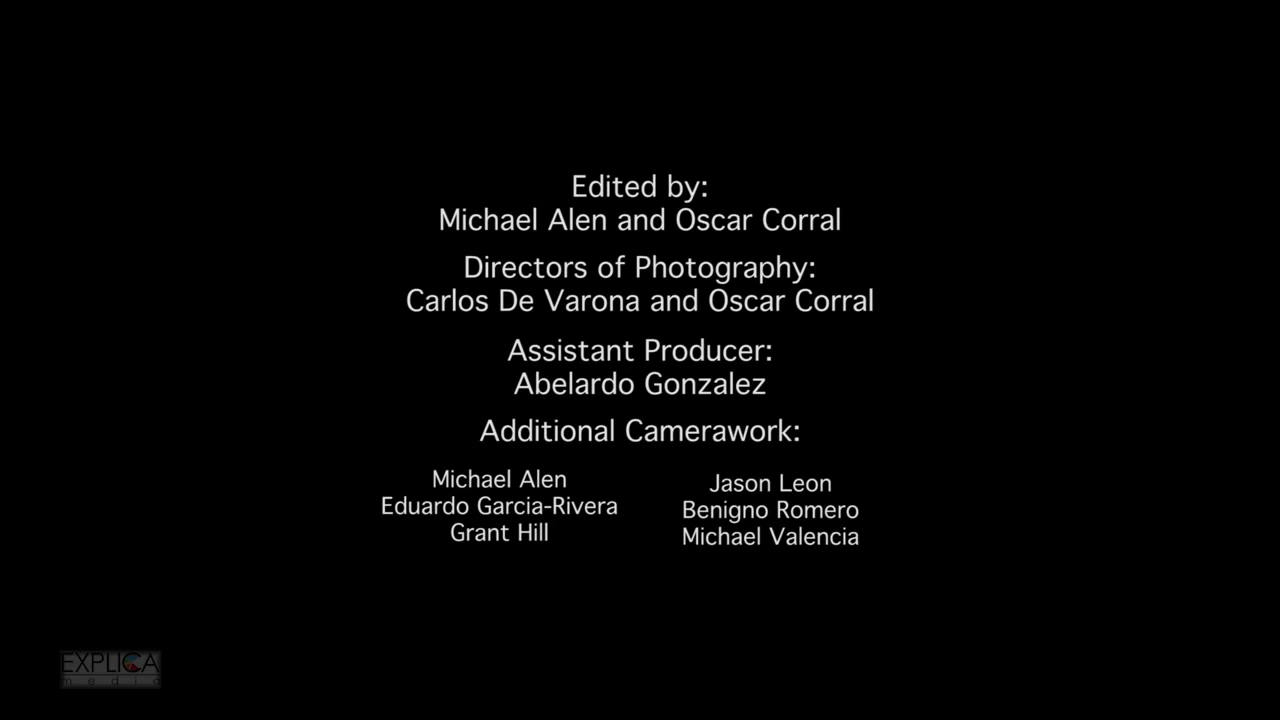 Edited by:
Michael Alen and Oscar Corral
Directors of Photography:
Carlos De Varona and Oscar Corral
Assistant Producer:
Abelardo Gonzalez
Additional Camerawork:
Michael Alen
Eduardo Garcia-Rivera
Grant Hill
Jason Leon
Benigno Romero
Michael Valencia
EXPLICA
media